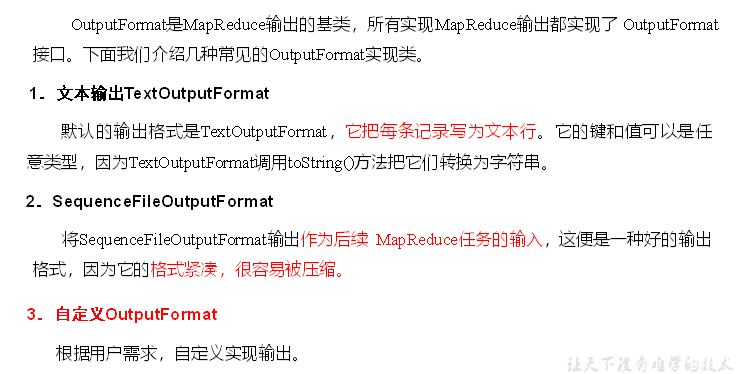 OutputFormat是MapReduce输出的基类，所有实现MapReduce输出都实现了 OutputFormat
接口。下面我们介绍几种常见的OutputFormat实现类。
1．文本输出TextOutputFormat
默认的输出格式是TextOutputFormat，它把每条记录写为文本行。它的键和值可以是任
意类型，因为TextOutputFormat调用toString()方法把它们转换为字符串。
2．SequenceFileOutputFormat
将SequenceFileOutputFormat输出作为后续 MapReduce任务的输入，这便是一种好的输出
格式，因为它的格式紧凑，很容易被压缩。
3．自定义OutputFormat
根据用户需求，自定义实现输出。
让天下没有难学的技术